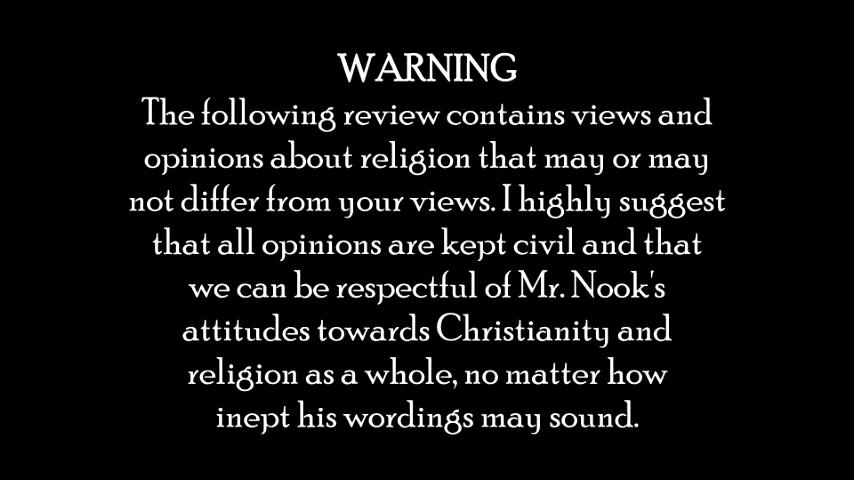 WARNING
The following review contains views and
opinions about religion that may or may
not differ from your views. I highly suggest
that all opinions are kept civil and that
we can be respectful of Mr. Nook's
attitudes towards Christianity and
religion as a whole, no matter how
inept his wordings may sound.